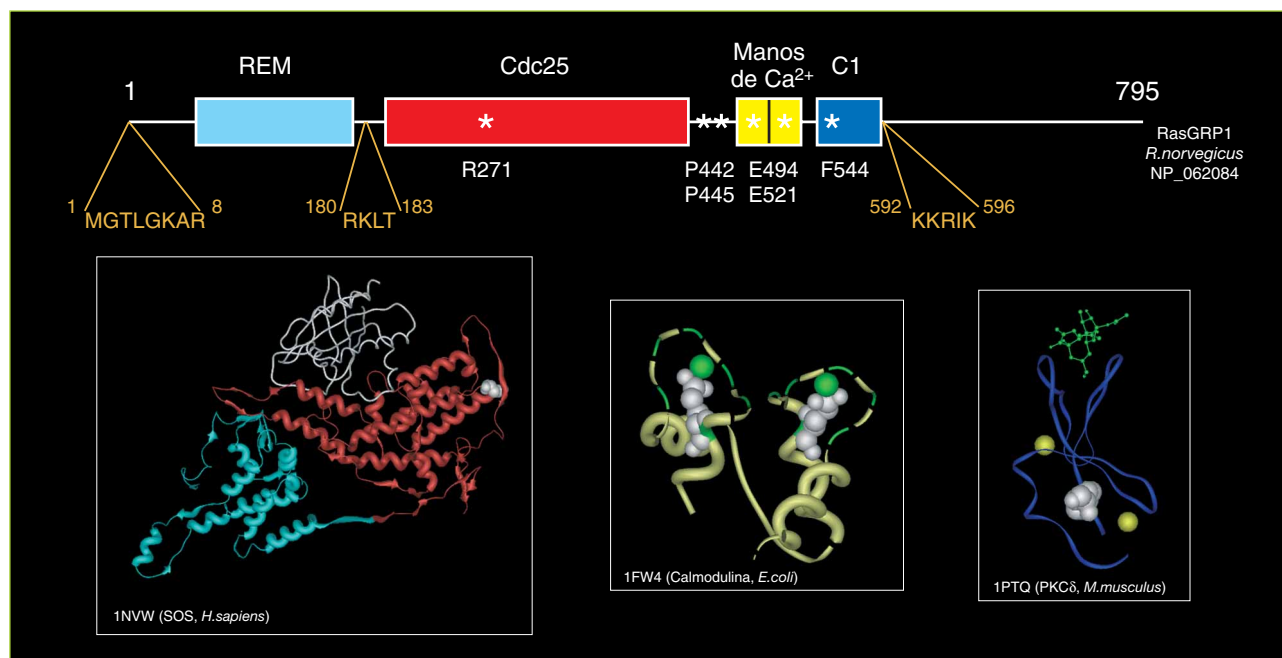 REM
Cdc25
Manos
de Ca²⁺
C1
1
795
* ** * * *
RasGRP1
R.norvegicus
NP_062084
R271
P442
P445
E494
E521
F544
1 MGTLGKAR 8
180 RKLT 183
592 KKRIK 596
1NVW (SOS, H.sapiens)
1FW4 (Calmodulina, E.coli)
1PTQ (PKCδ, M.musculus)